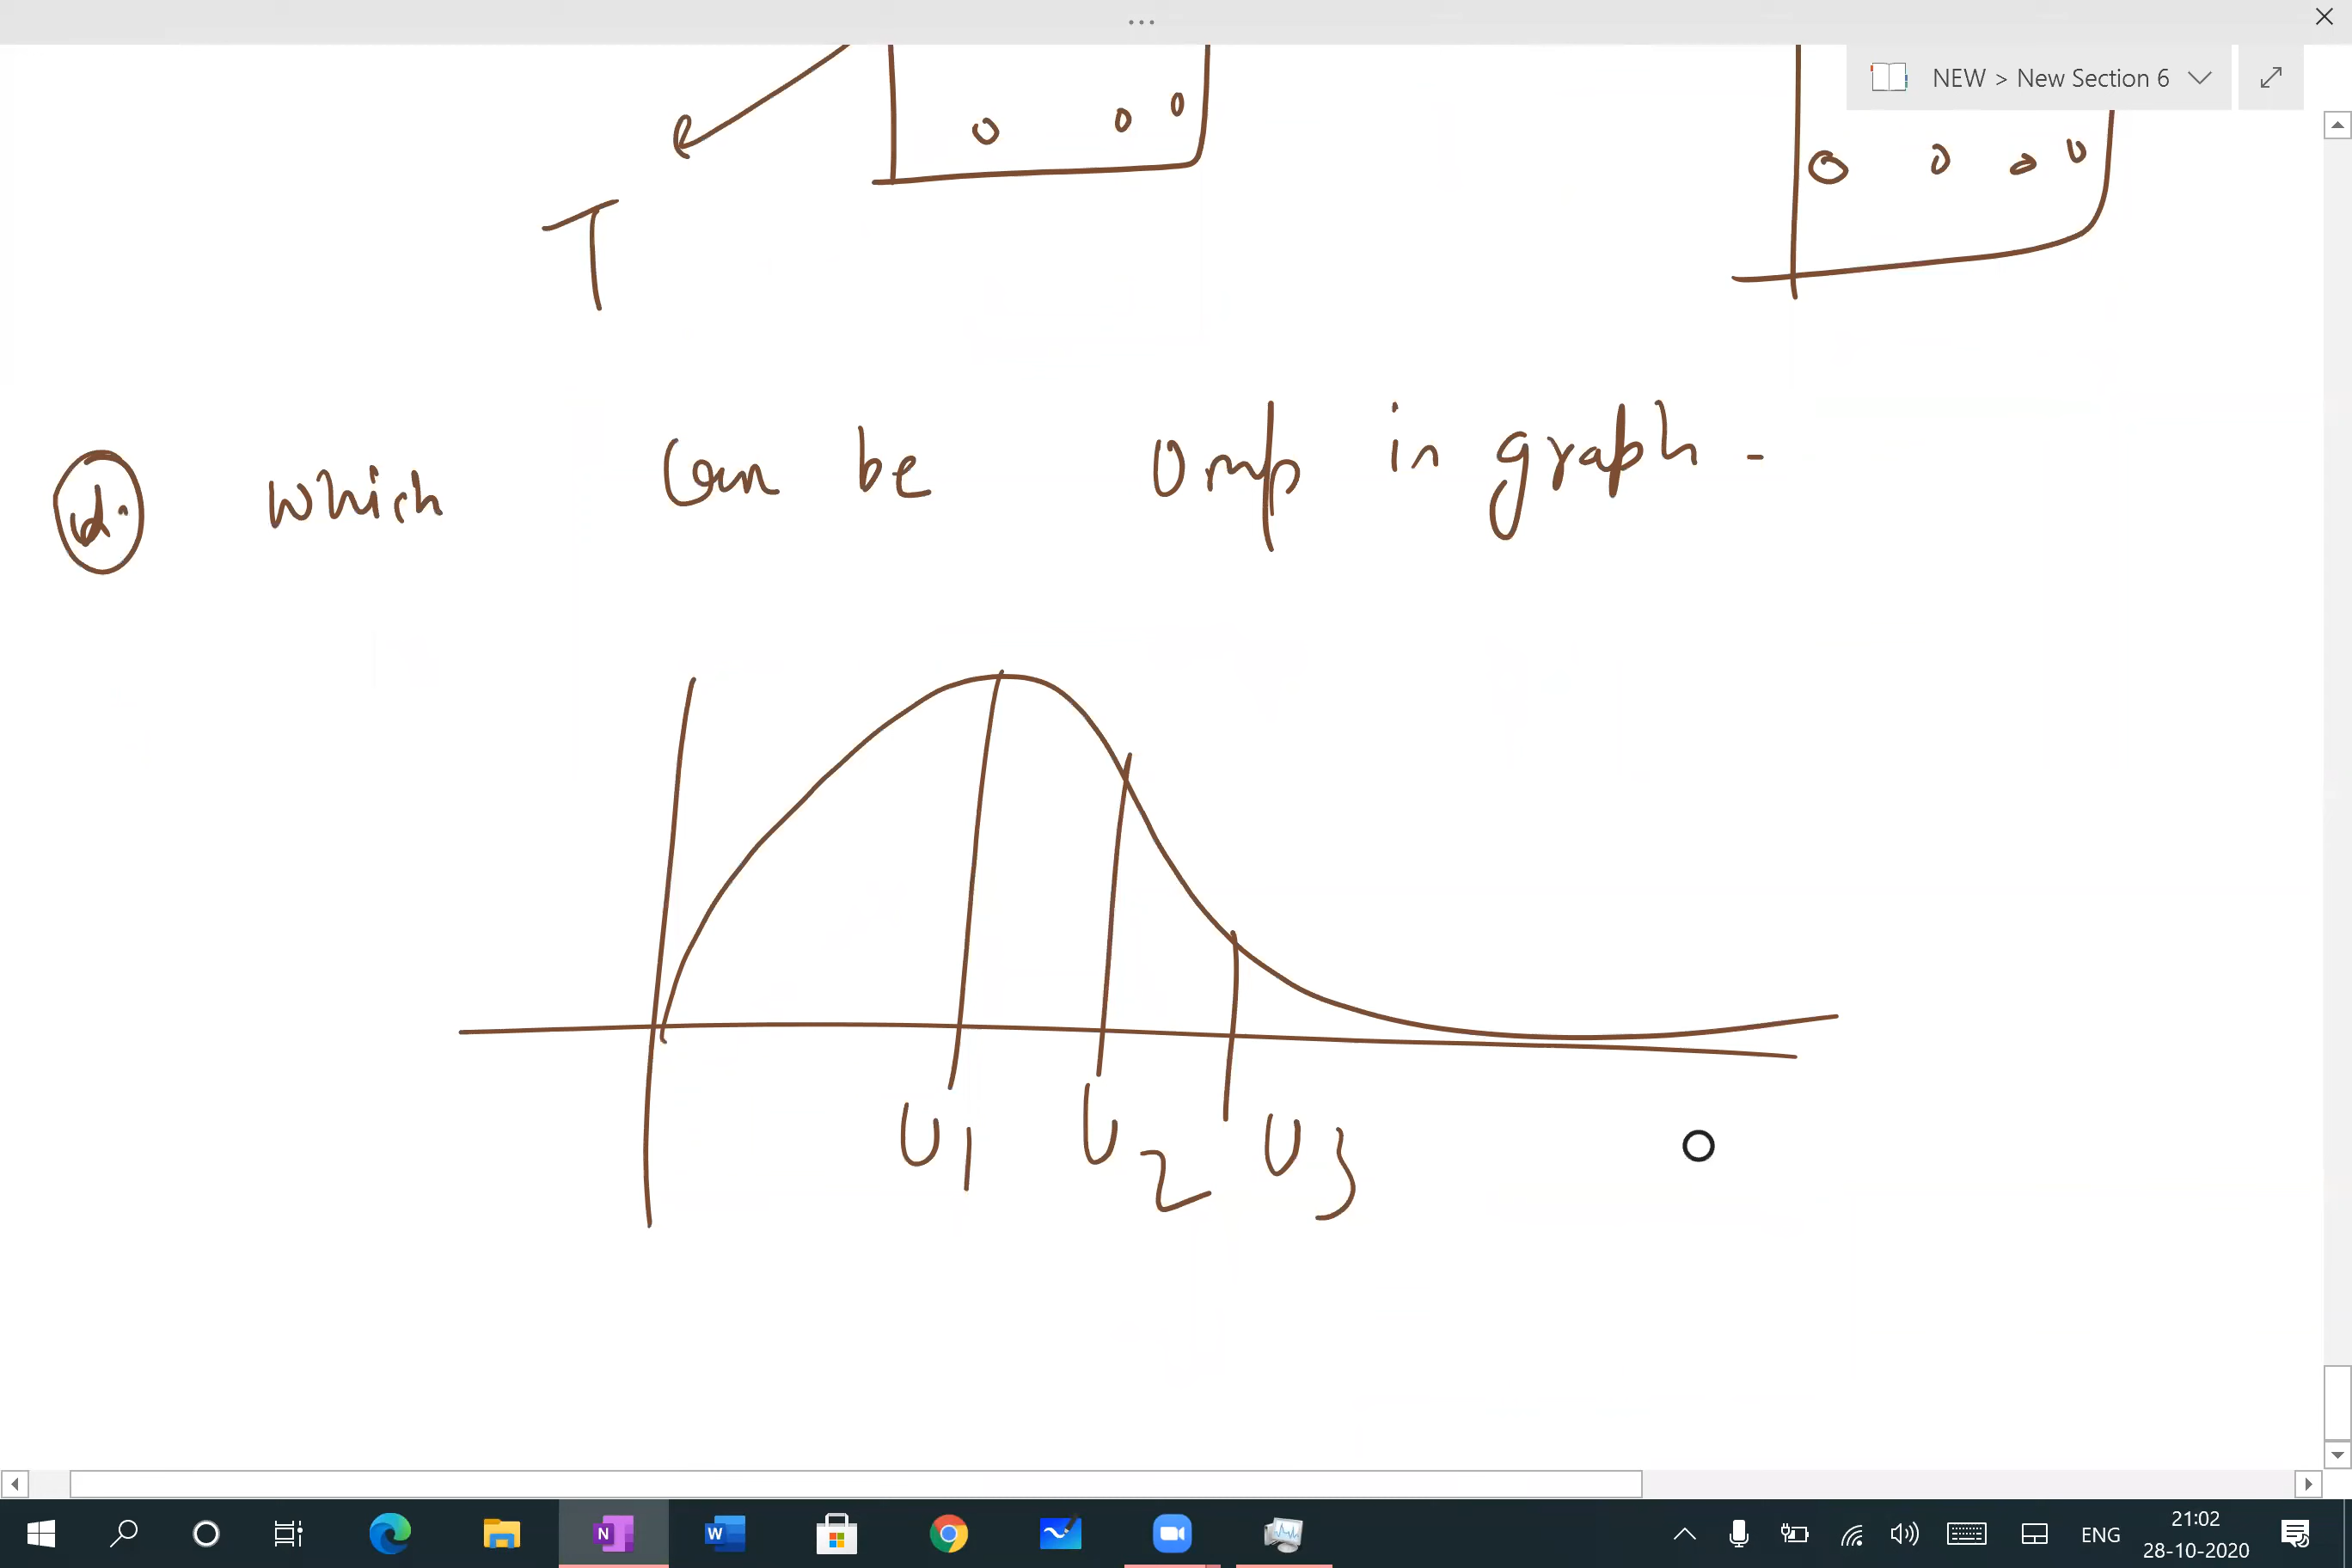 ...
NEW > New Section 6
T
d. which can be Ump in graph -
U1 U2 U3
N
W
ENG
21:02
28-10-2020